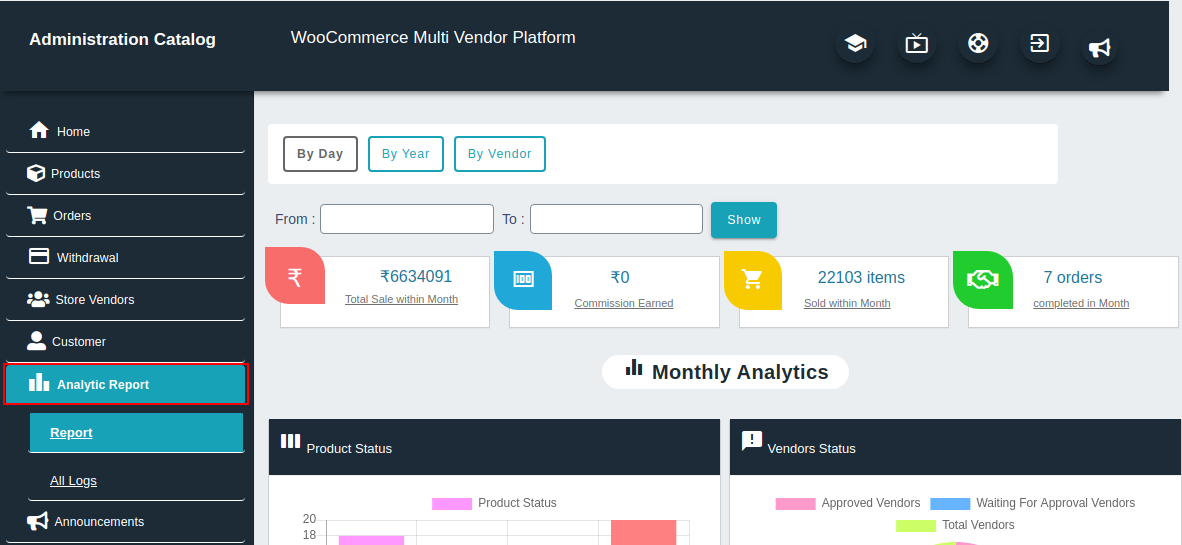 Administration Catalog
WooCommerce Multi Vendor Platform
Home
Products
Orders
Withdrawal
Store Vendors
Customer
Analytic Report
Report
All Logs
Announcements
By Day
By Year
By Vendor
From :
To :
Show
₹
₹6634091
Total Sale within Month
100
₹0
Commission Earned
22103 items
Sold within Month
7 orders
completed in Month
Monthly Analytics
Product Status
Product Status
20
18
Vendors Status
Approved Vendors
Waiting For Approval Vendors
Total Vendors